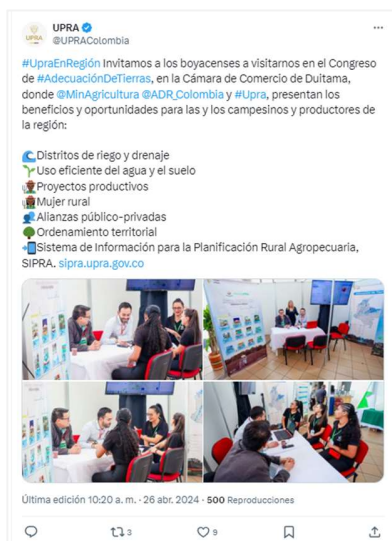 UPRA
@UPRAColombia
#UpraEnRegión Invitamos a los boyacenses a visitarnos en el Congreso
de #AdecuaciónDeTierras, en la Cámara de Comercio de Duitama,
donde @MinAgricultura @ADR_Colombia y #Upra, presentan los
beneficios y oportunidades para las y los campesinos y productores de
la región:
Distritos de riego y drenaje
Uso eficiente del agua y el suelo
Proyectos productivos
Mujer rural
Alianzas público-privadas
Ordenamiento territorial
Sistema de Información para la Planificación Rural Agropecuaria,
SIPRA. sipra.upra.gov.co
Última edición 10:20 a. m. · 26 abr. 2024 · 500 Reproducciones
3
9